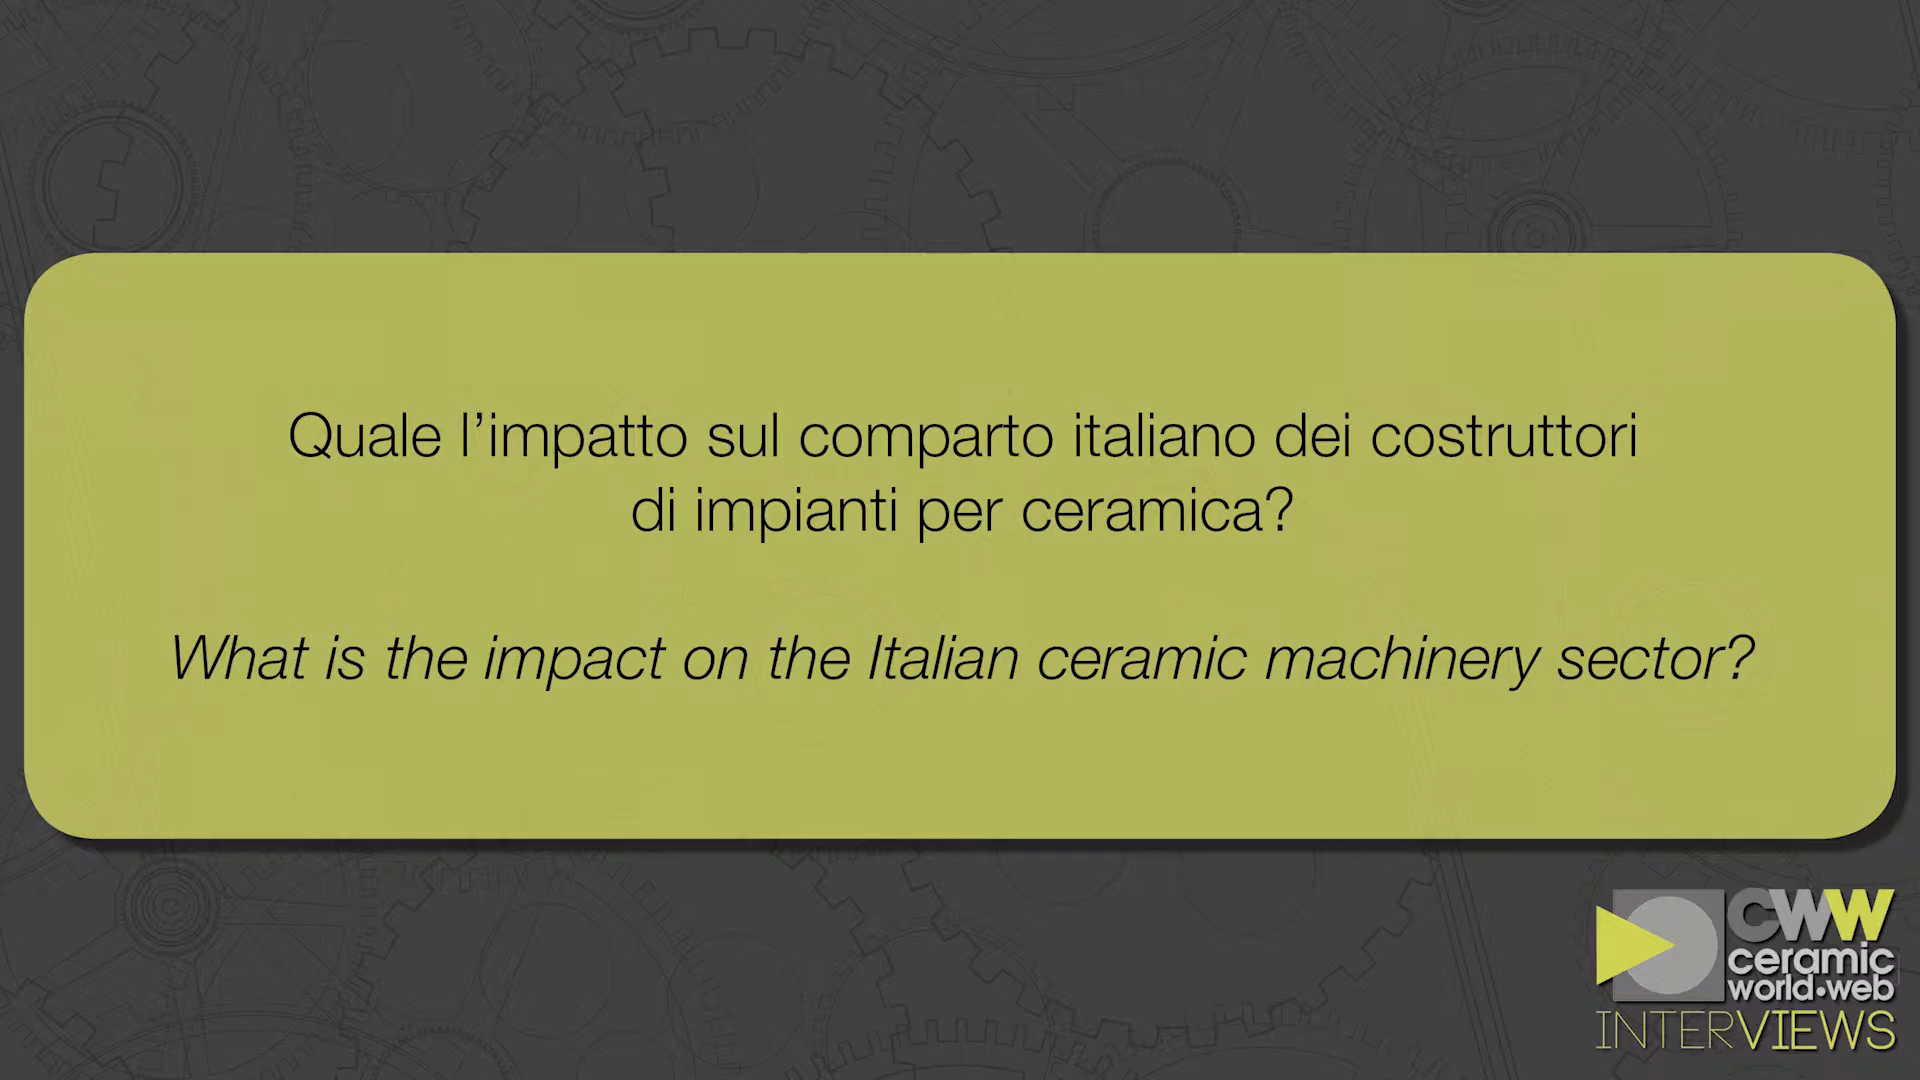 Quale l’impatto sul comparto italiano dei costruttori
di impianti per ceramica?
What is the impact on the Italian ceramic machinery sector?
CWW
ceramic
world•web
INTERVIEWS